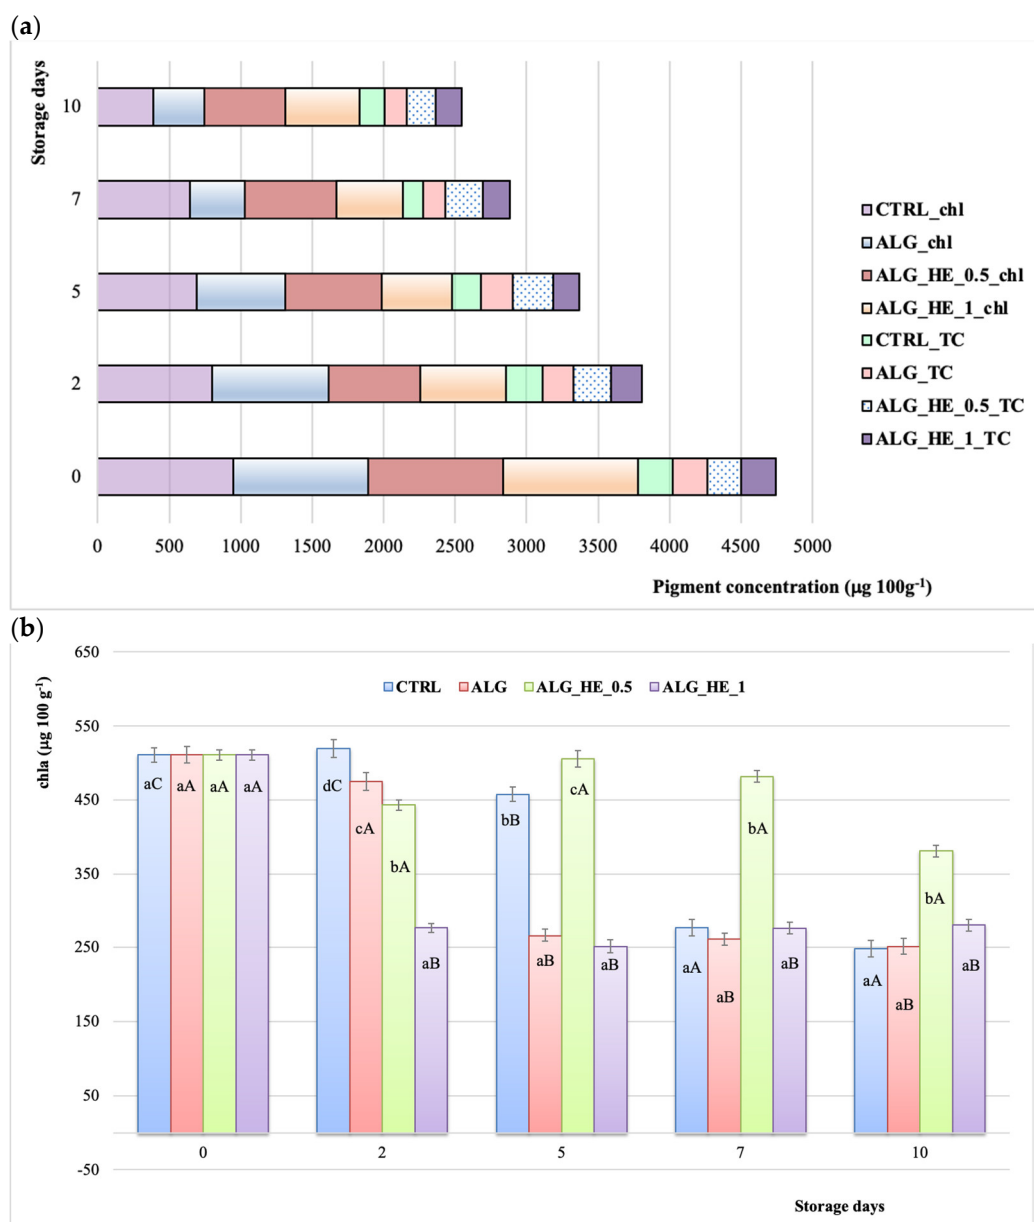 (a)
Storage days
10
7
5
2
0
0 500 1000 1500 2000 2500 3000 3500 4000 4500 5000
Pigment concentration (μg 100g-1)
CTRL_chl
ALG_chl
ALG_HE_0.5_chl
ALG_HE_1_chl
CTRL_TC
ALG_TC
ALG_HE_0.5_TC
ALG_HE_1_TC
(b)
chla (μg 100 g-1)
650
550
450
350
250
150
50
-50
CTRL ALG ALG_HE_0.5 ALG_HE_1
aC aA aA aA
dC cA bA aB
bB aB cA aB
aA aB bA aB
aA aB bA aB
0 2 5 7 10
Storage days